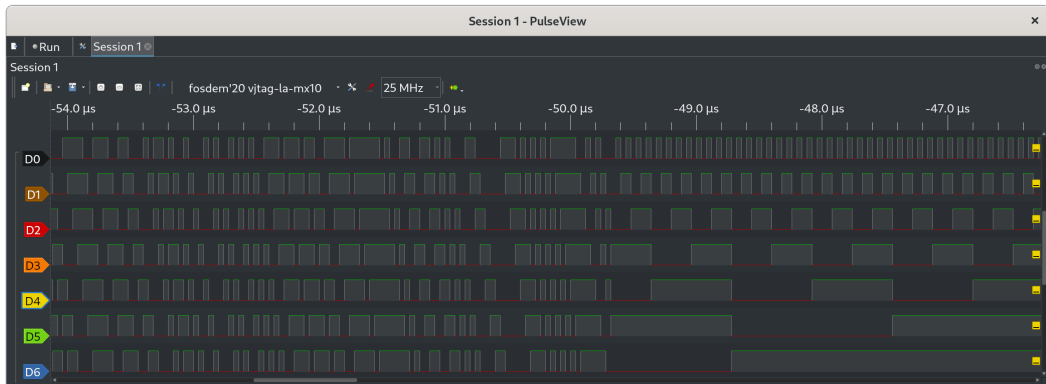 Session 1 - PulseView
Run Session 1
Session 1
fosdem'20 vjtag-la-mx10 25 MHz
-54.0 µs -53.0 µs -52.0 µs -51.0 µs -50.0 µs -49.0 µs -48.0 µs -47.0 µs
D0
D1
D2
D3
D4
D5
D6